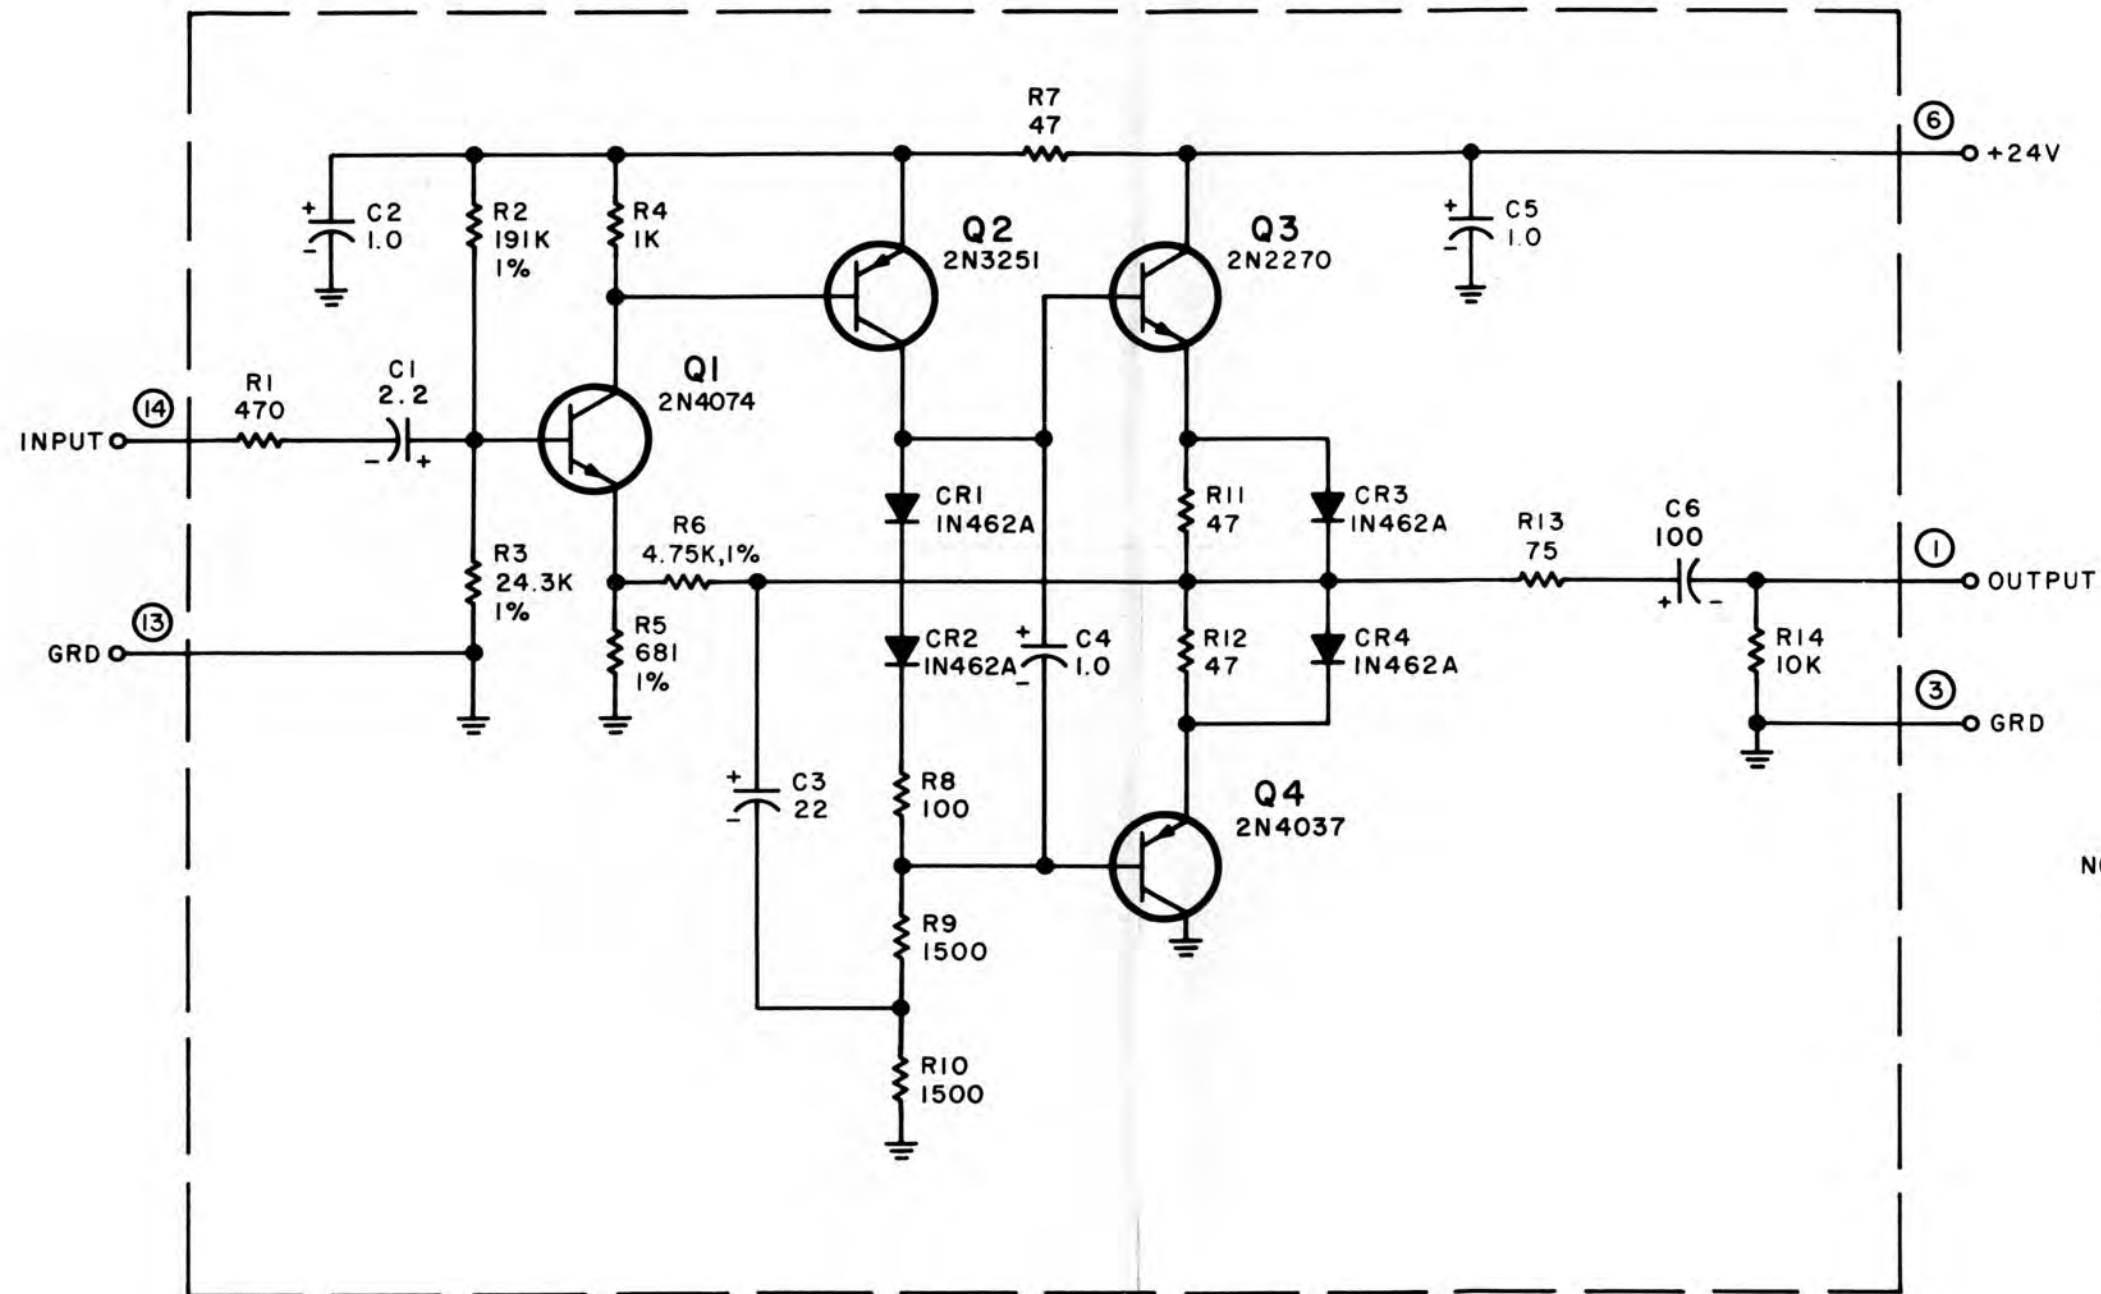 R7
47
6
+24V
C2
1.0
+
-
R2
191K
1%
R4
1K
Q2
2N3251
Q3
2N2270
+
-
C5
1.0
14
INPUT
R1
470
C1
2.2
- +
Q1
2N4074
CR1
1N462A
R11
47
CR3
1N462A
R13
75
C6
100
+ -
1
OUTPUT
R6
4.75K,1%
R3
24.3K
1%
13
GRD
R5
681
1%
CR2
1N462A
+
-
C4
1.0
R12
47
CR4
1N462A
R14
10K
3
GRD
+
-
C3
22
R8
100
Q4
2N4037
R9
1500
R10
1500